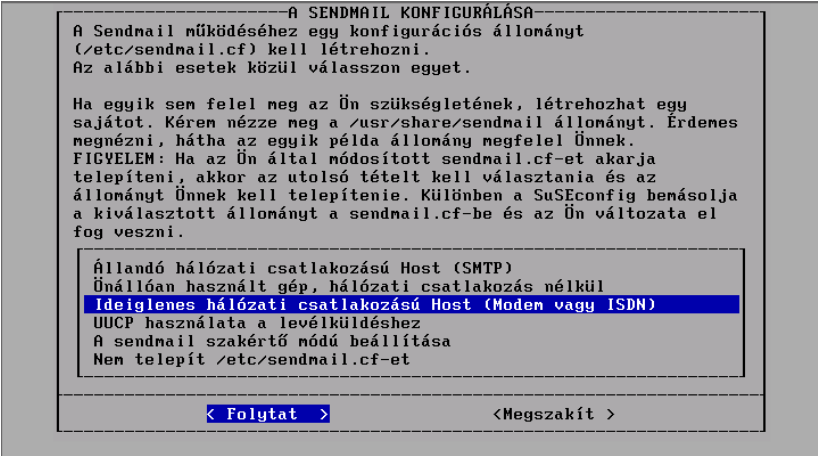 A SENDMAIL KONFIGURÁLÁSA
A Sendmail működéséhez egy konfigurációs állományt
(/etc/sendmail.cf) kell létrehozni.
Az alábbi esetek közül válasszon egyet.
Ha egyik sem felel meg az Ön szükségletének, létrehozhat egy
sajátot. Kérem nézze meg a /usr/share/sendmail állományt. Érdemes
megnézni, hátha az egyik példa állomány megfelel Önnek.
FIGYELEM: Ha az Ön által módosított sendmail.cf-et akarja
telepíteni, akkor az utolsó tételt kell választania és az
állományt Önnek kell telepítenie. Különben a SuSEconfig bemásolja
a kiválasztott állományt a sendmail.cf-be és az Ön változata el
fog veszni.
Állandó hálózati csatlakozású Host (SMTP)
Önállóan használt gép, hálózati csatlakozás nélkül
Ideiglenes hálózati csatlakozású Host (Modem vagy ISDN)
UUCP használata a levélküldéshez
A sendmail szakértő módú beállítása
Nem telepít /etc/sendmail.cf-et
< Folytat > <Megszakít >